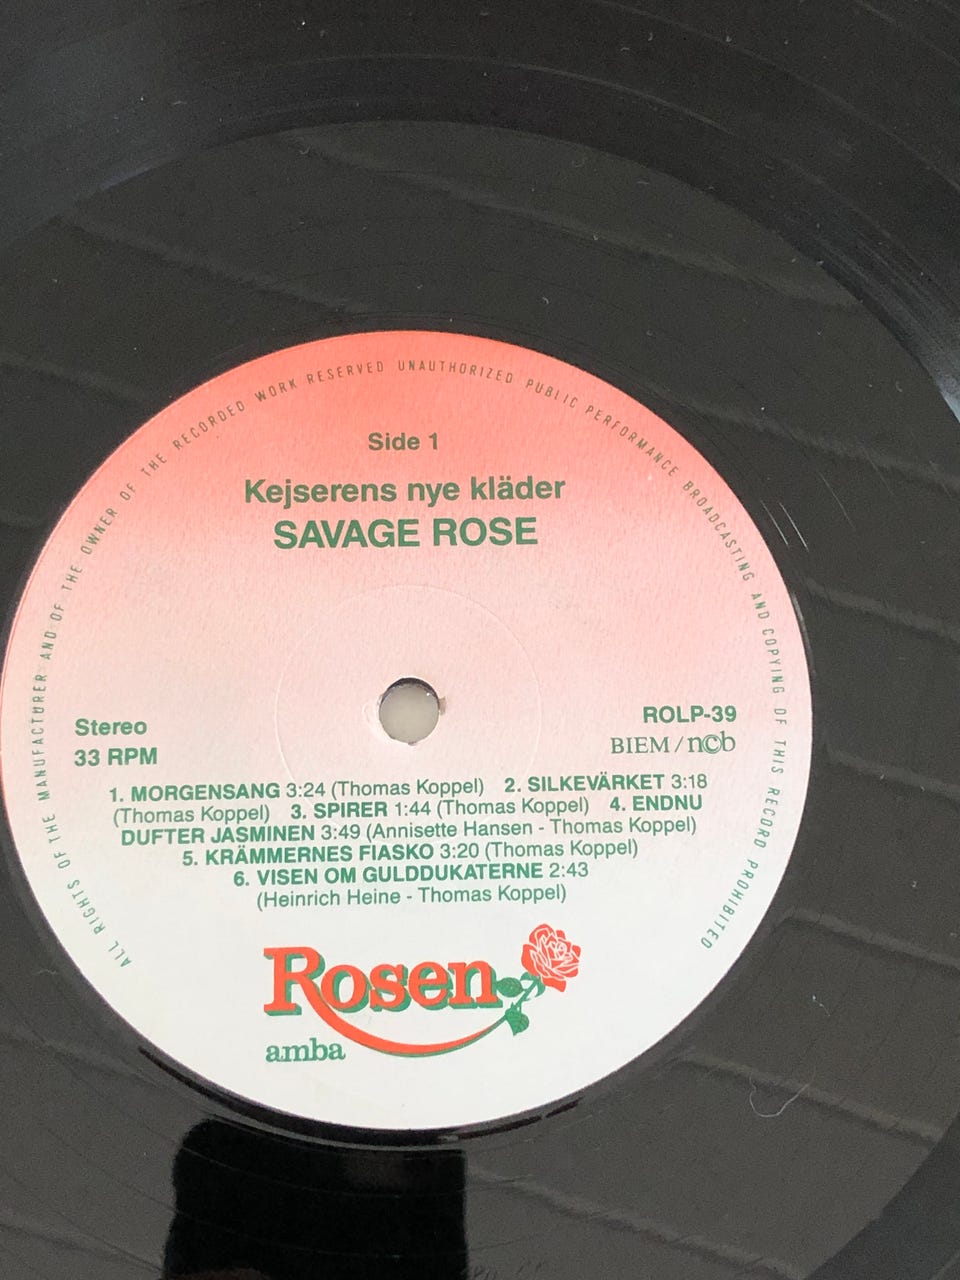 ALL RIGHTS OF THE MANUFACTURER AND OF THE OWNER OF THE RECORDED WORK RESERVED UNAUTHORIZED PUBLIC PERFORMANCE BROADCASTING AND COPYING OF THIS RECORD PROHIBITED
Side 1
Kejserens nye kläder
SAVAGE ROSE
Stereo
33 RPM
ROLP-39
BIEM / n©b
1. MORGENSANG 3:24 (Thomas Koppel) 2. SILKEVÄRKET 3:18
(Thomas Koppel) 3. SPIRER 1:44 (Thomas Koppel) 4. ENDNU
DUFTER JASMINEN 3:49 (Annisette Hansen - Thomas Koppel)
5. KRÄMMERNES FIASKO 3:20 (Thomas Koppel)
6. VISEN OM GULDDUKATERNE 2:43
(Heinrich Heine - Thomas Koppel)
Rosen
amba